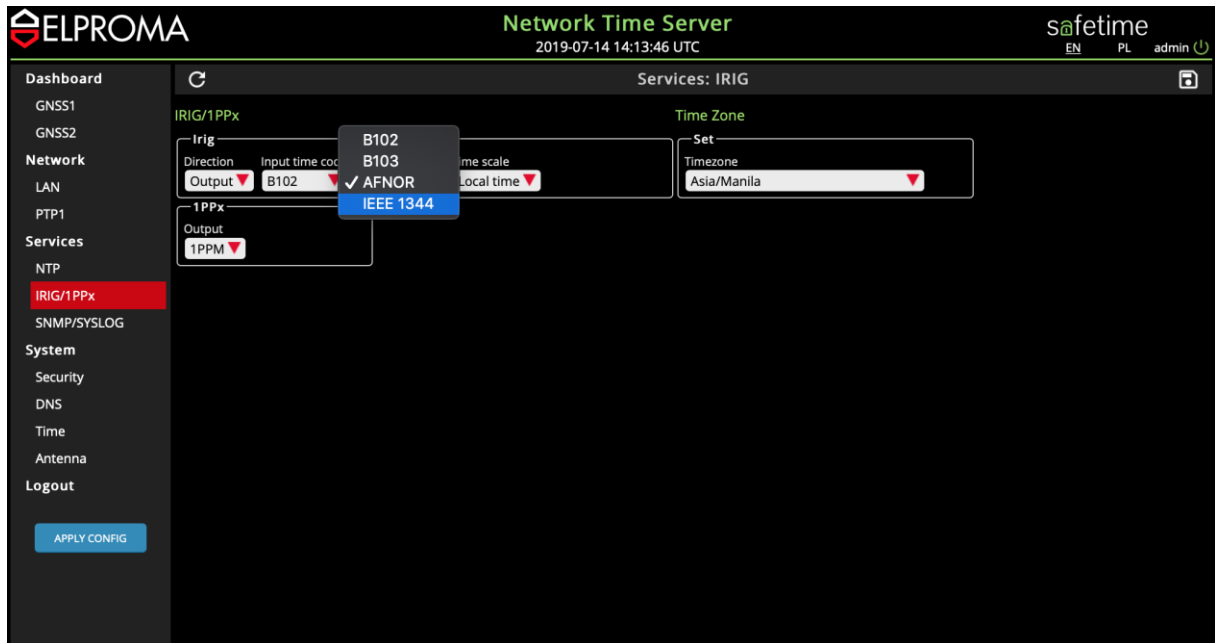 ELPROMA
Network Time Server
2019-07-14 14:13:46 UTC
safetime
EN PL admin
Dashboard
GNSS1
GNSS2
Network
LAN
PTP1
Services
NTP
IRIG/1PPx
SNMP/SYSLOG
System
Security
DNS
Time
Antenna
Logout
APPLY CONFIG
Services: IRIG
IRIG/1PPx
Irig
Direction Input time
Output B102
B102
B103
✓ AFNOR
IEEE 1344
scale
Local time
1PPx
Output
1PPM
Time Zone
Set
Timezone
Asia/Manila